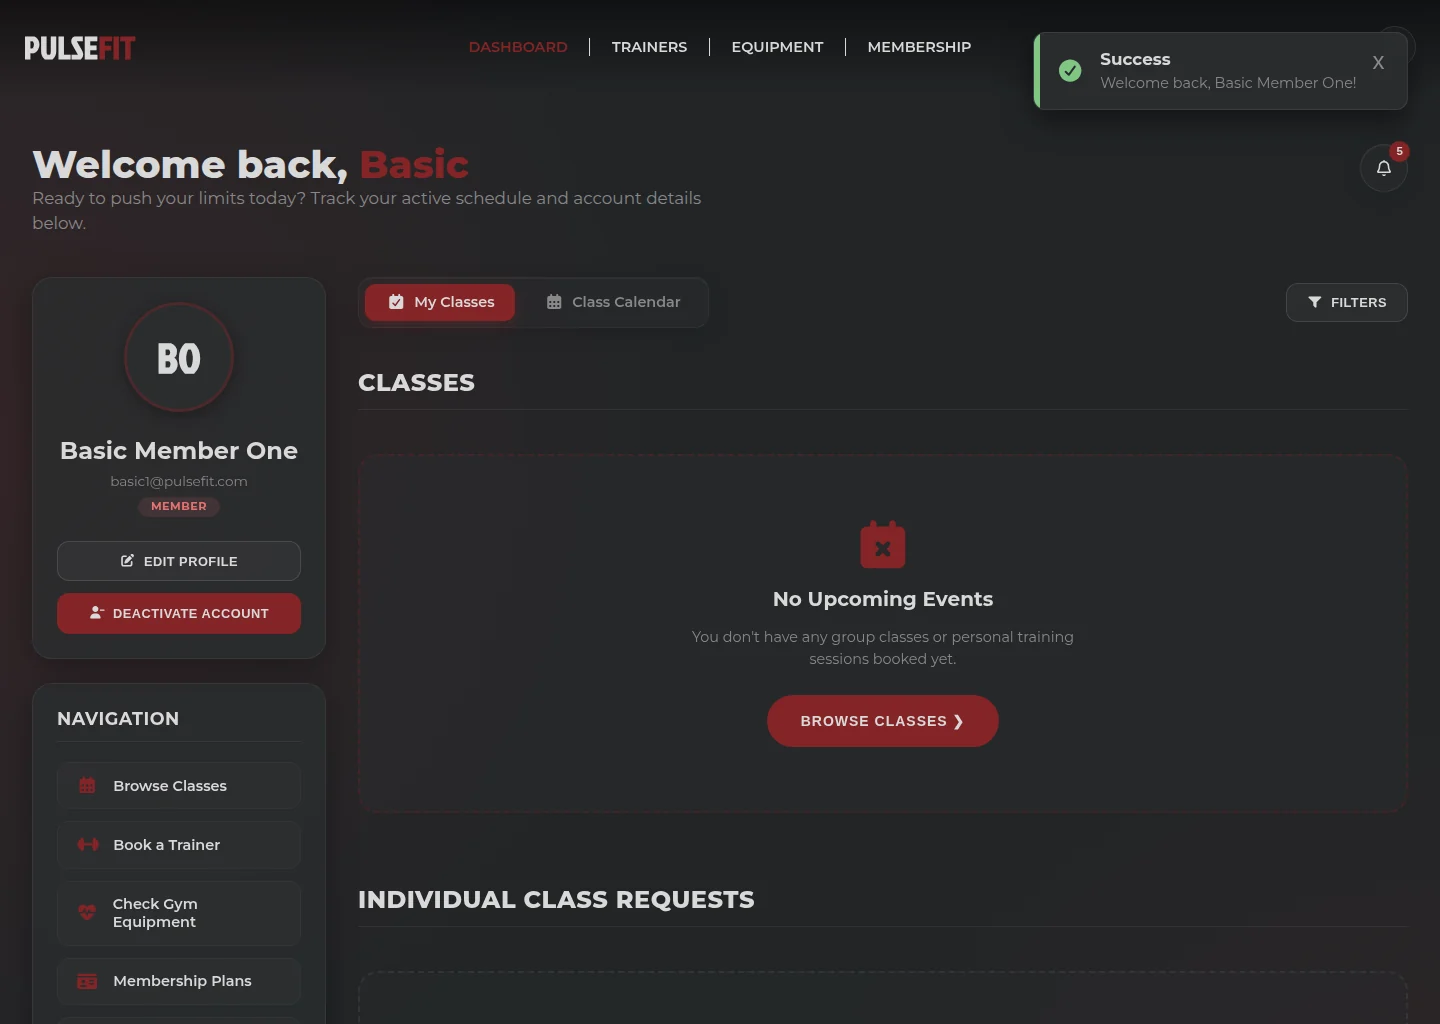 PULSEFIT
DASHBOARD
TRAINERS
EQUIPMENT
MEMBERSHIP
Success
Welcome back, Basic Member One!
X
Welcome back, Basic
Ready to push your limits today? Track your active schedule and account details
below.
5
BO
Basic Member One
basic1@pulsefit.com
MEMBER
EDIT PROFILE
DEACTIVATE ACCOUNT
NAVIGATION
Browse Classes
Book a Trainer
Check Gym
Equipment
Membership Plans
My Classes
Class Calendar
FILTERS
CLASSES
No Upcoming Events
You don't have any group classes or personal training
sessions booked yet.
BROWSE CLASSES ❯
INDIVIDUAL CLASS REQUESTS